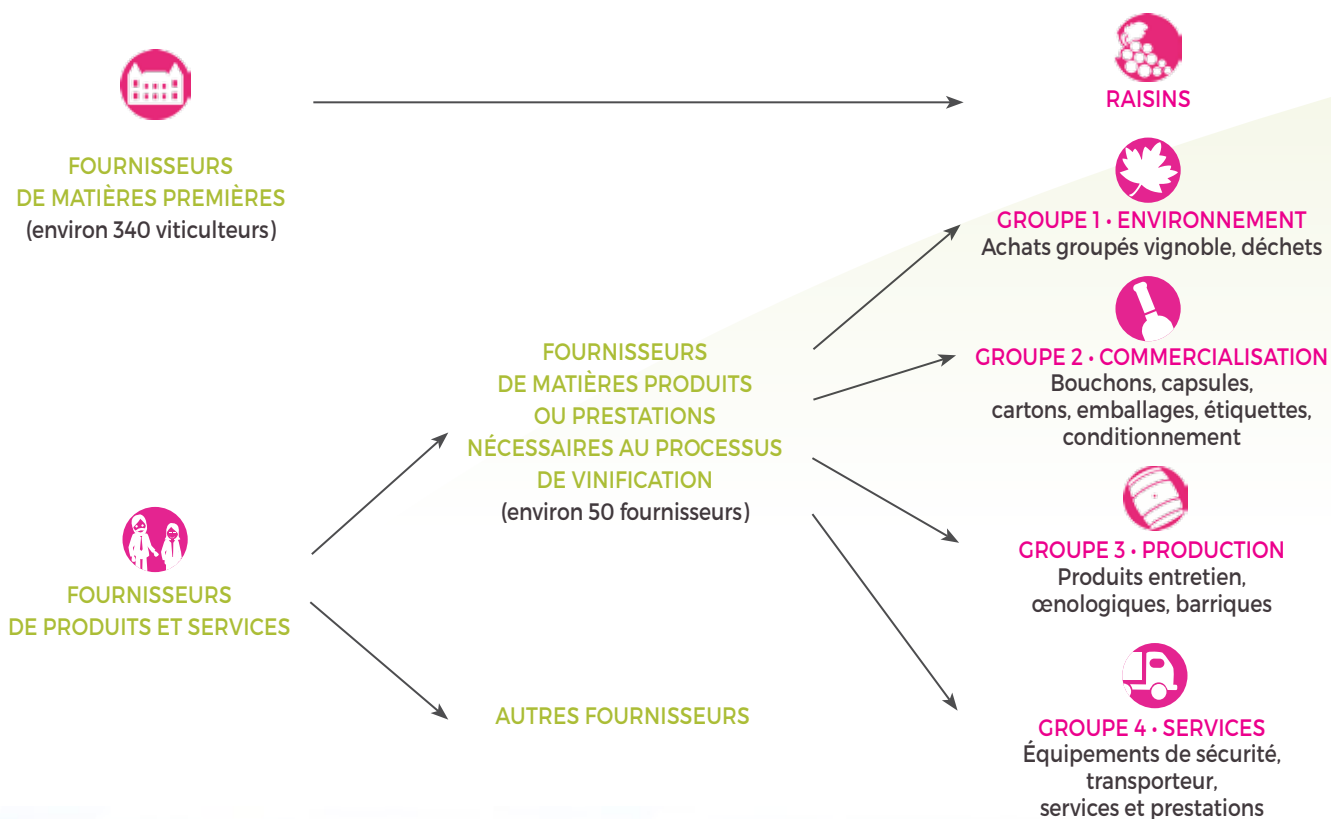 FOURNISSEURS
DE MATIÈRES PREMIÈRES
(environ 340 viticulteurs)
RAISINS
FOURNISSEURS
DE PRODUITS ET SERVICES
FOURNISSEURS
DE MATIÈRES PRODUITS
OU PRESTATIONS
NÉCESSAIRES AU PROCESSUS
DE VINIFICATION
(environ 50 fournisseurs)
AUTRES FOURNISSEURS
GROUPE 1 • ENVIRONNEMENT
Achats groupés vignoble, déchets
GROUPE 2 • COMMERCIALISATION
Bouchons, capsules,
cartons, emballages, étiquettes,
conditionnement
GROUPE 3 • PRODUCTION
Produits entretien,
œnologiques, barriques
GROUPE 4 • SERVICES
Équipements de sécurité,
transporteur,
services et prestations